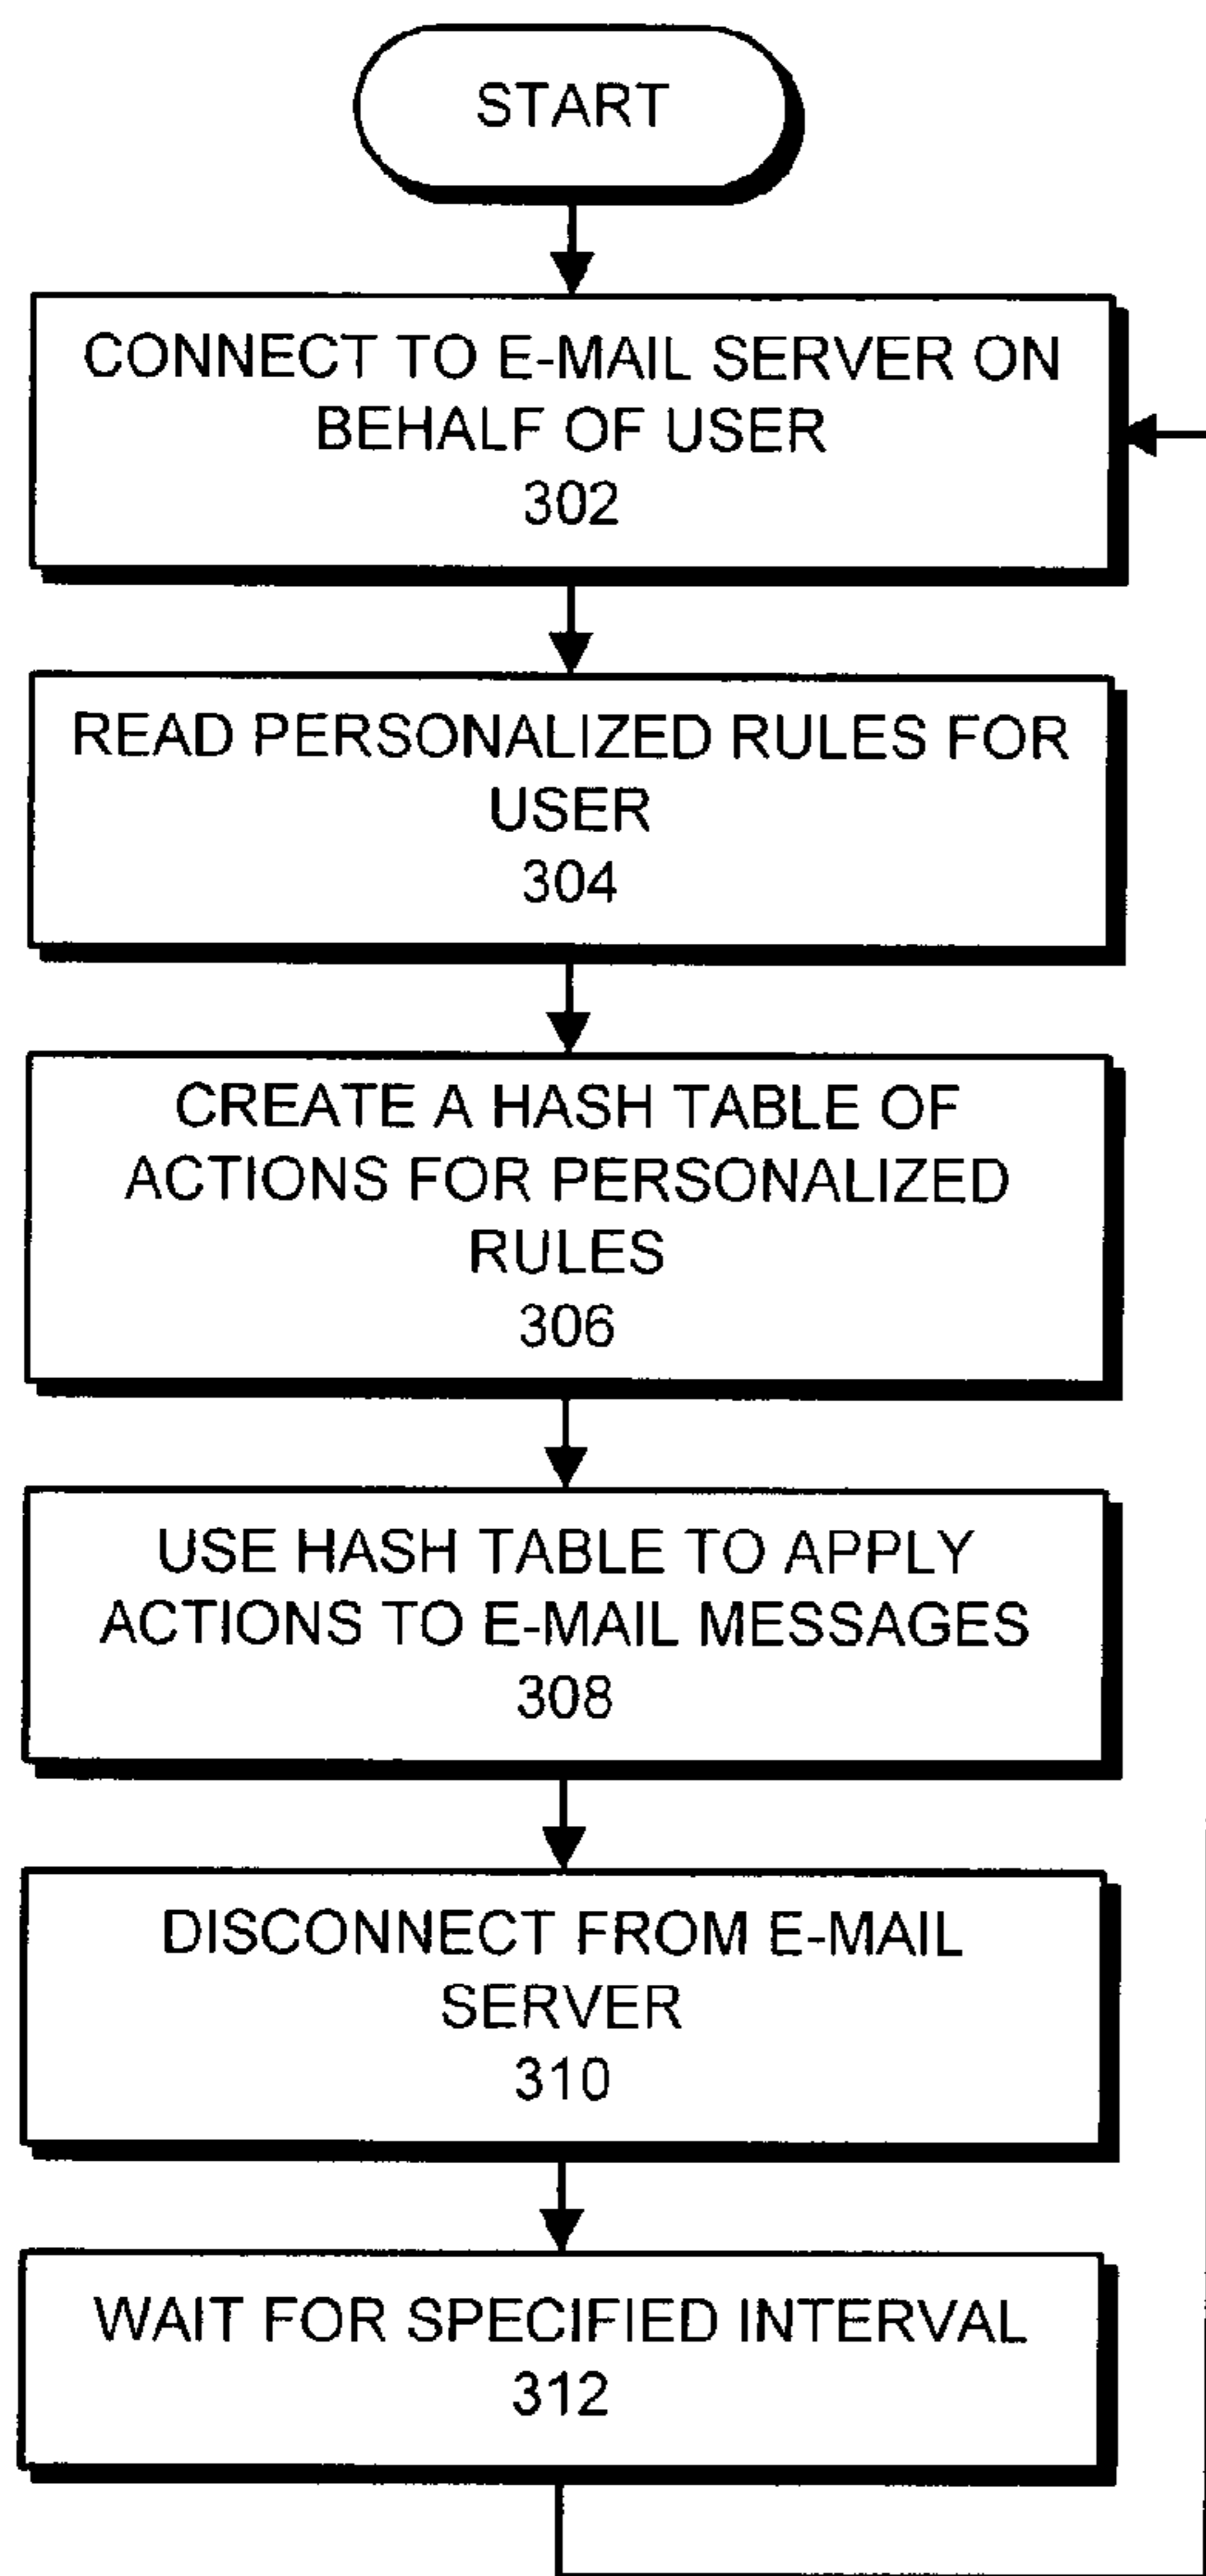 START
CONNECT TO E-MAIL SERVER ON
BEHALF OF USER
302
READ PERSONALIZED RULES FOR
USER
304
CREATE A HASH TABLE OF
ACTIONS FOR PERSONALIZED
RULES
306
USE HASH TABLE TO APPLY
ACTIONS TO E-MAIL MESSAGES
308
DISCONNECT FROM E-MAIL
SERVER
310
WAIT FOR SPECIFIED INTERVAL
312